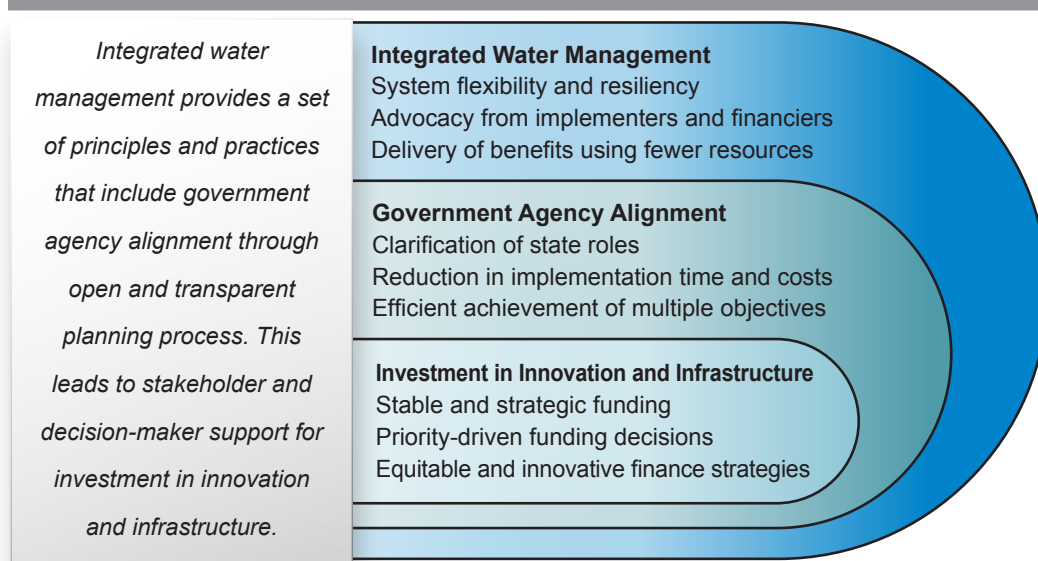 Integrated water
management provides a set
of principles and practices
that include government
agency alignment through
open and transparent
planning process. This
leads to stakeholder and
decision-maker support for
investment in innovation
and infrastructure.
Integrated Water Management
System flexibility and resiliency
Advocacy from implementers and financiers
Delivery of benefits using fewer resources
Government Agency Alignment
Clarification of state roles
Reduction in implementation time and costs
Efficient achievement of multiple objectives
Investment in Innovation and Infrastructure
Stable and strategic funding
Priority-driven funding decisions
Equitable and innovative finance strategies